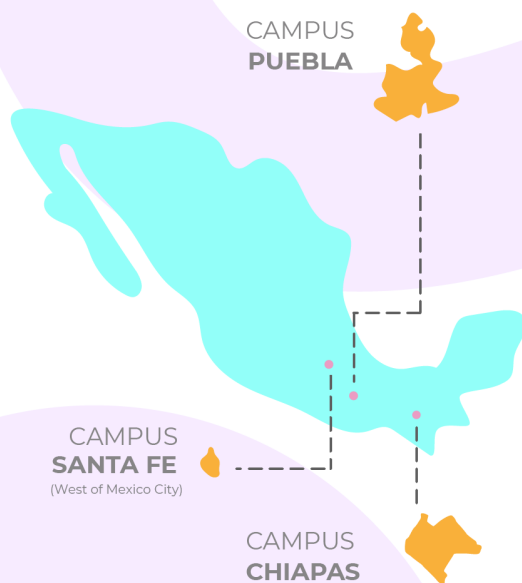 CAMPUS
PUEBLA
CAMPUS
SANTA FE
(West of Mexico City)
CAMPUS
CHIAPAS